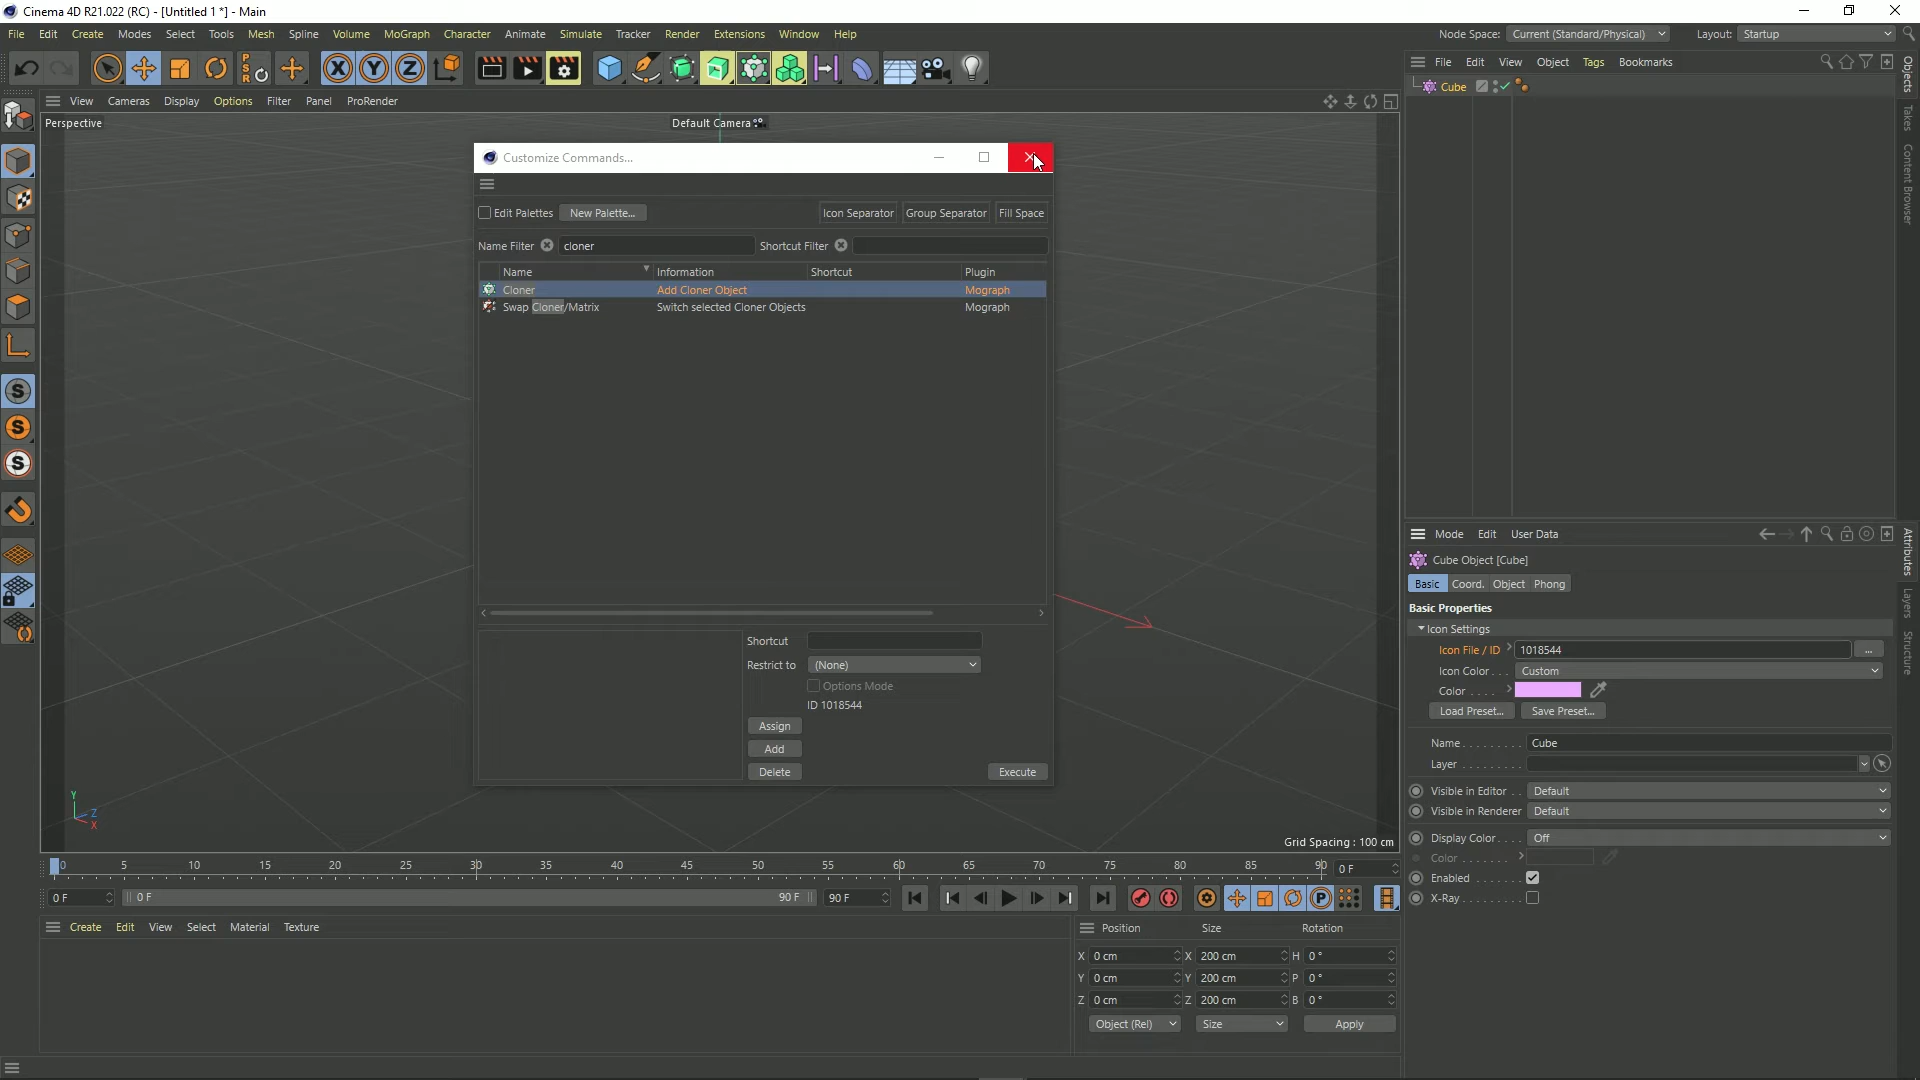 Cinema 4D R21.022 (RC) - [Untitled 1 *] - Main
File Edit Create Modes Select Tools Mesh Spline Volume MoGraph Character Animate Simulate Tracker Render Extensions Window Help
Node Space: Current (Standard/Physical) Layout: Startup
P S R X Y Z
File Edit View Object Tags Bookmarks
Objects
Takes
Content Browser
Cube
View Cameras Display Options Filter Panel ProRender
Perspective
Default Camera
Customize Commands...
Edit Palettes New Palette... Icon Separator Group Separator Fill Space
Name Filter cloner Shortcut Filter
Name Information Shortcut Plugin
Cloner Add Cloner Object Mograph
Swap Cloner/Matrix Switch selected Cloner Objects Mograph
Shortcut
Restrict to (None)
Options Mode
ID 1018544
Assign
Add
Delete Execute
S
S
S
Y
Z
X
Grid Spacing : 100 cm
0 5 10 15 20 25 30 35 40 45 50 55 60 65 70 75 80 85 90 0 F
0 F 0 F 90 F 90 F P
Create Edit View Select Material Texture
Position Size Rotation
X 0 cm X 200 cm H 0 °
Y 0 cm Y 200 cm P 0 °
Z 0 cm Z 200 cm B 0 °
Object (Rel) Size Apply
Mode Edit User Data
Attributes
Layers
Structure
Cube Object [Cube]
Basic Coord. Object Phong
Basic Properties
Icon Settings
Icon File / ID 1018544 ...
Icon Color . . . Custom
Color . . . .
Load Preset... Save Preset...
Name . . . . . . . . . Cube
Layer . . . . . . . . .
Visible in Editor . . Default
Visible in Renderer Default
Display Color . . . . Off
Color . . . . . . .
Enabled . . . . . . .
X-Ray . . . . . . . . .